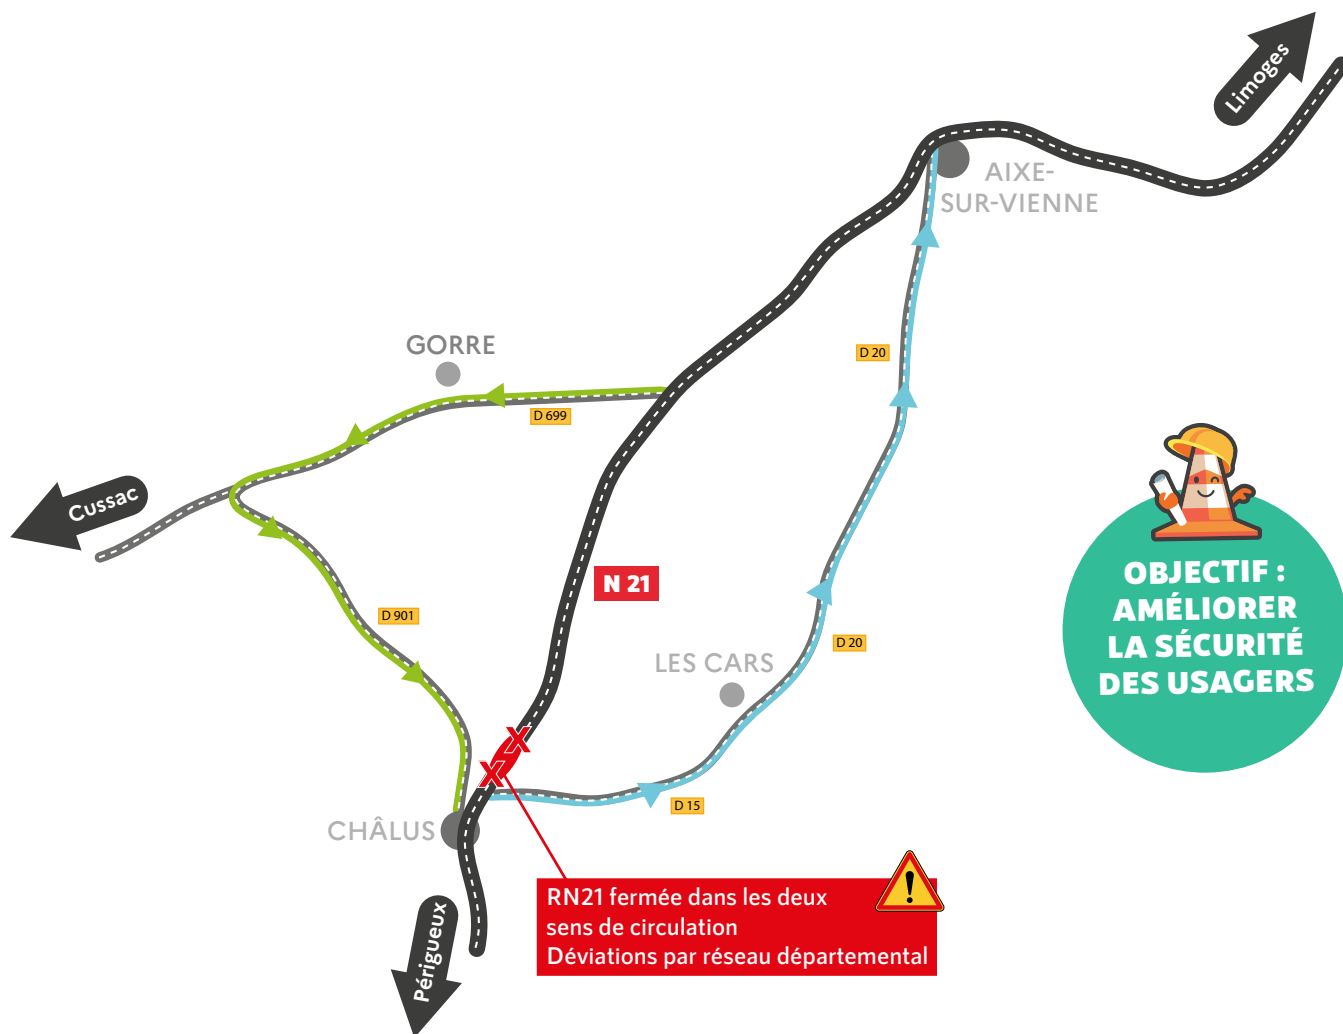 Limoges
AIXE-
SUR-VIENNE
D 20
GORRE
D 699
Cussac
N 21
OBJECTIF :
AMÉLIORER
LA SÉCURITÉ
DES USAGERS
D 901
D 20
LES CARS
D 15
CHÂLUS
RN21 fermée dans les deux
sens de circulation
Déviations par réseau départemental
Périgueux